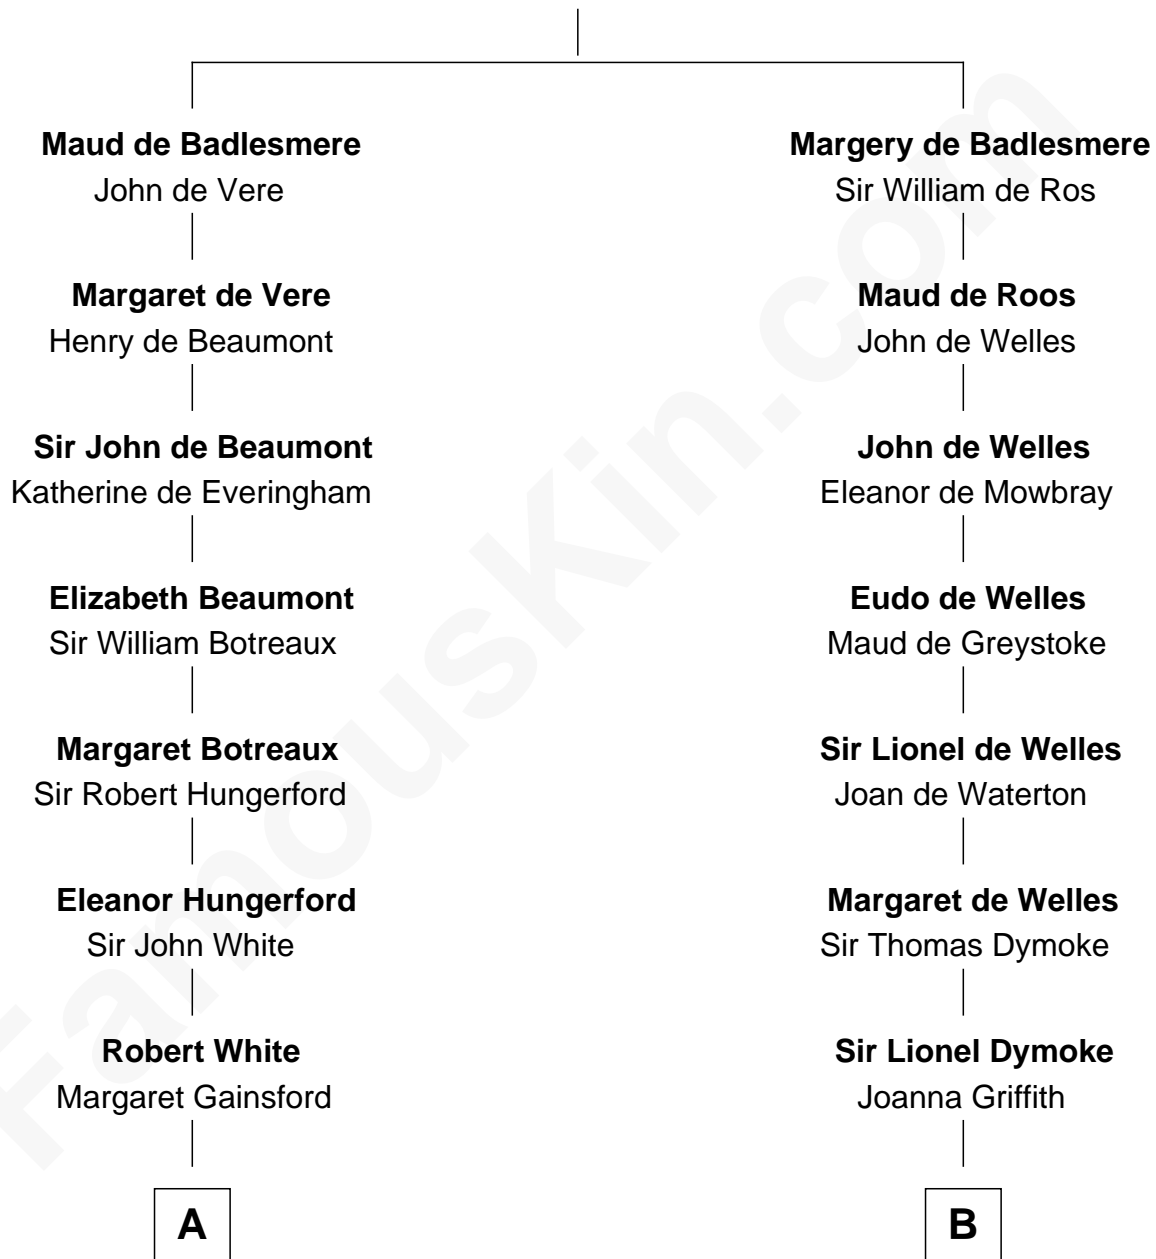 Maud de Badlesmere
John de Vere
Margaret de Vere
Henry de Beaumont
Sir John de Beaumont
Katherine de Everingham
Elizabeth Beaumont
Sir William Botreaux
Margaret Botreaux
Sir Robert Hungerford
Eleanor Hungerford
Sir John White
Robert White
Margaret Gainsford
A
Margery de Badlesmere
Sir William de Ros
Maud de Roos
John de Welles
John de Welles
Eleanor de Mowbray
Eudo de Welles
Maud de Greystoke
Sir Lionel de Welles
Joan de Waterton
Margaret de Welles
Sir Thomas Dymoke
Sir Lionel Dymoke
Joanna Griffith
B
FamousKin.com